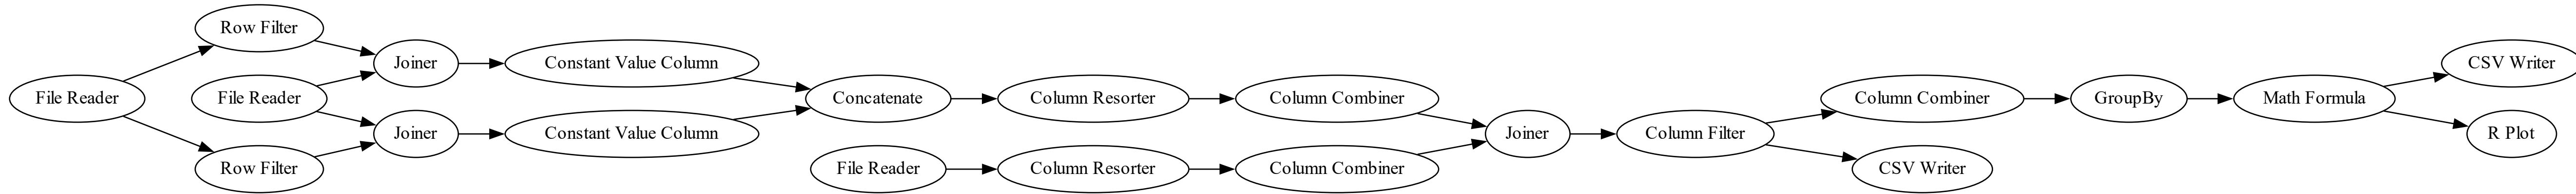 File Reader
Row Filter
File Reader
Row Filter
Joiner
Joiner
Constant Value Column
Constant Value Column
Concatenate
File Reader
Column Resorter
Column Resorter
Column Combiner
Column Combiner
Joiner
Column Filter
Column Combiner
CSV Writer
GroupBy
Math Formula
CSV Writer
R Plot